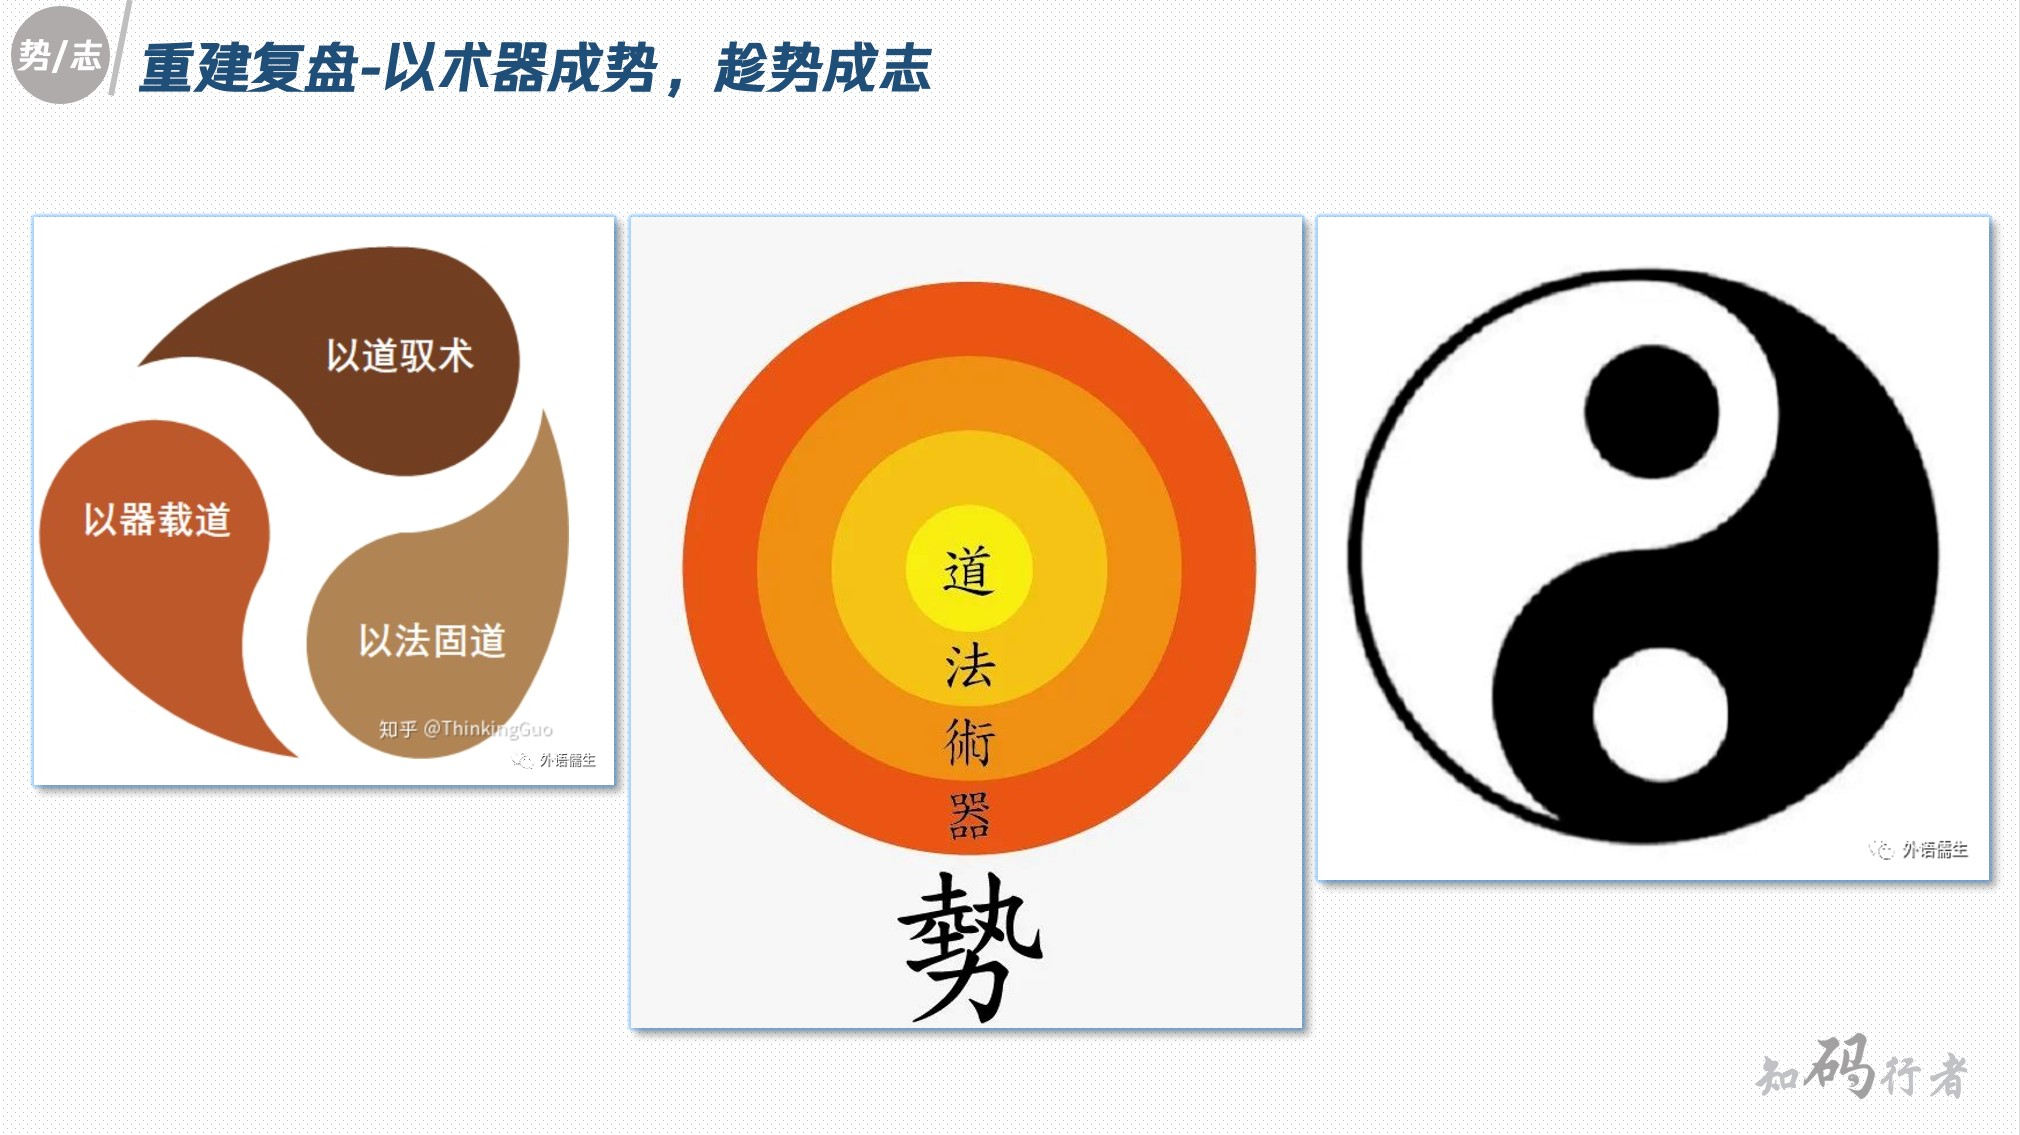 势/志
重建复盘-以术器成势，趁势成志
以道驭术
以器载道
以法固道
知乎 @ThinkingGuo
外语儒生
道
法
術
器
勢
外语儒生
知码行者